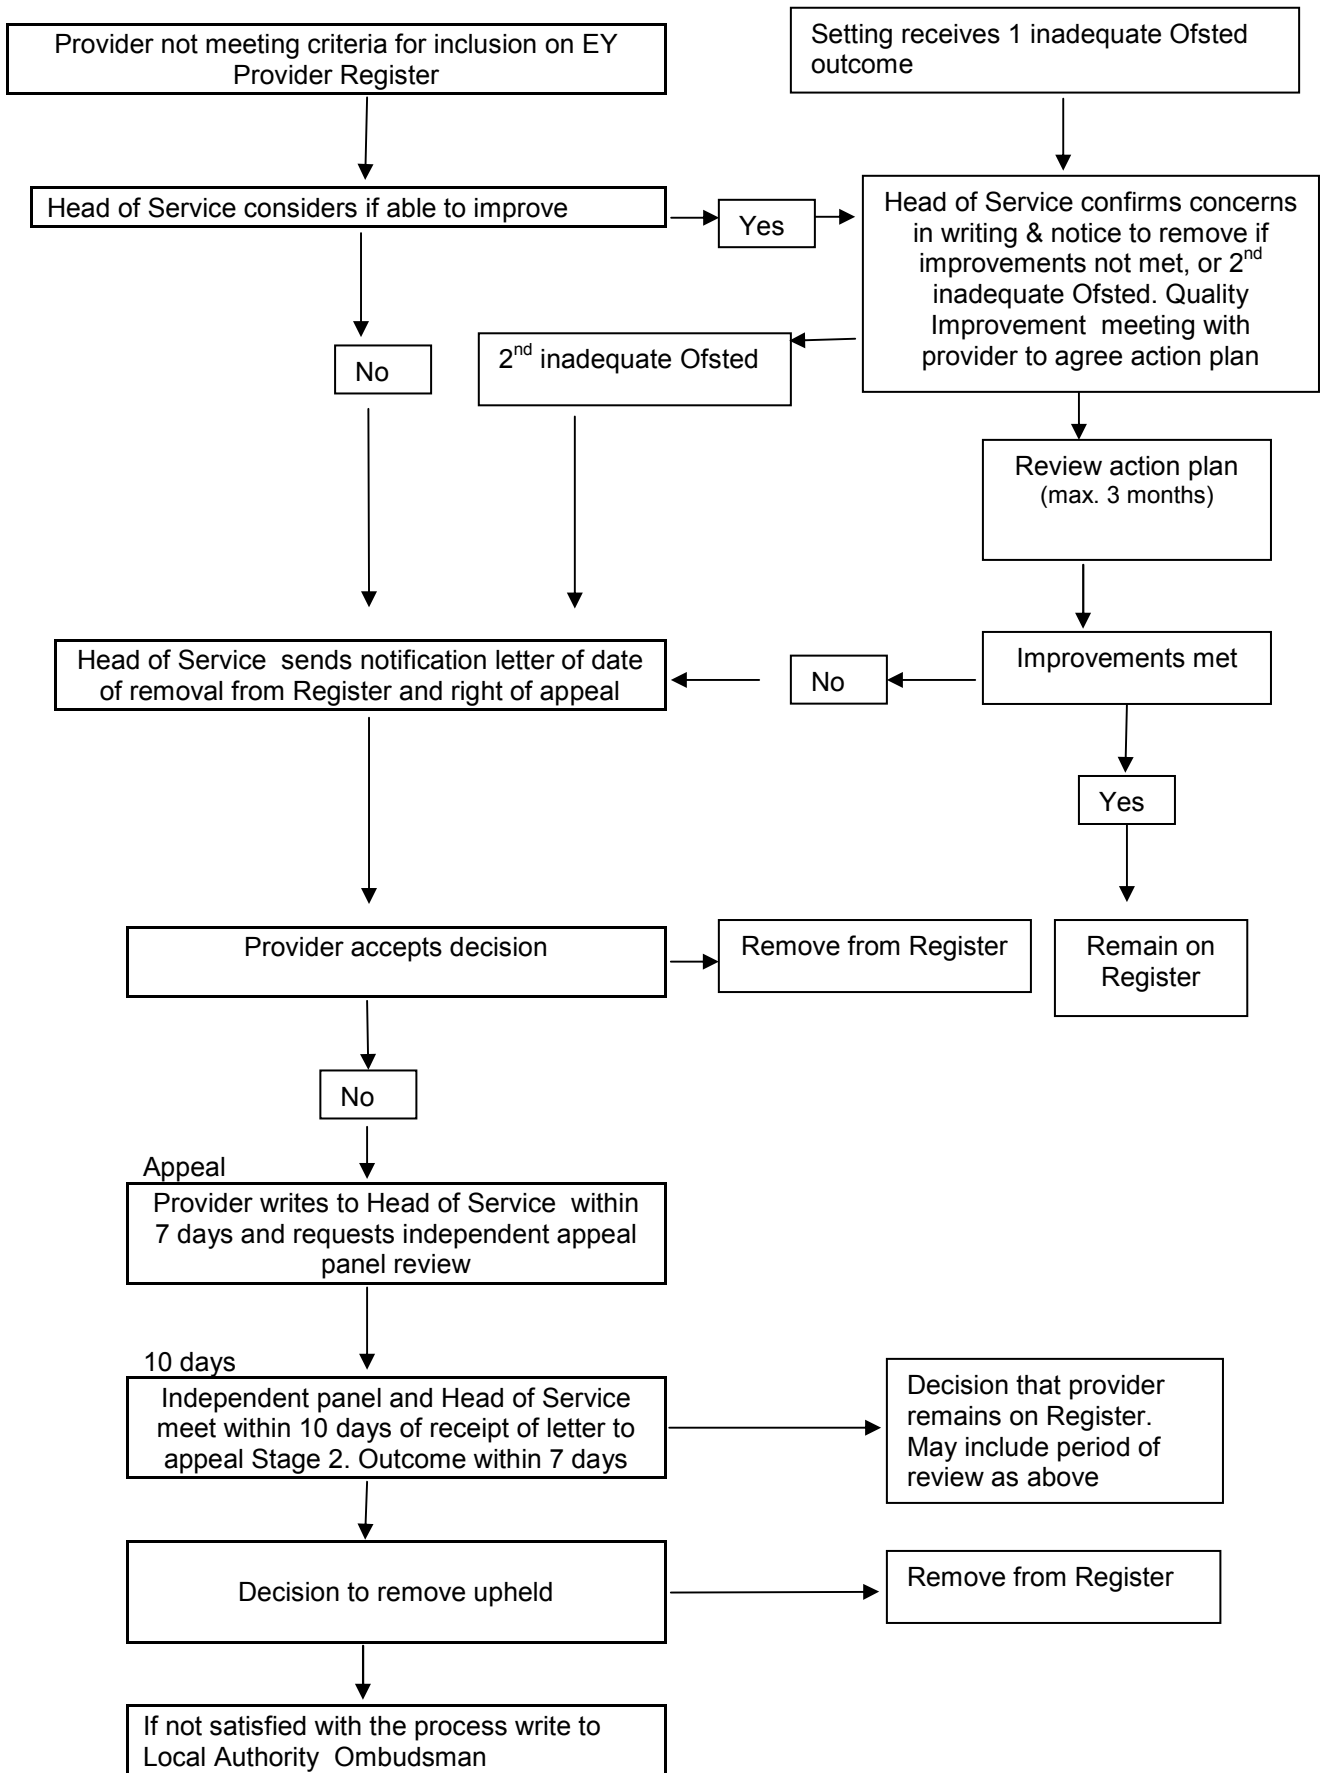 Provider not meeting criteria for inclusion on EY
Provider Register
Setting receives 1 inadequate Ofsted
outcome
Head of Service considers if able to improve
Yes
Head of Service confirms concerns
in writing & notice to remove if
improvements not met, or 2nd
inadequate Ofsted. Quality
Improvement meeting with
provider to agree action plan
No
2nd inadequate Ofsted
Review action plan
(max. 3 months)
Head of Service sends notification letter of date
of removal from Register and right of appeal
No
Improvements met
Yes
Provider accepts decision
Remove from Register
Remain on
Register
No
Appeal
Provider writes to Head of Service within
7 days and requests independent appeal
panel review
10 days
Independent panel and Head of Service
meet within 10 days of receipt of letter to
appeal Stage 2. Outcome within 7 days
Decision that provider
remains on Register.
May include period of
review as above
Decision to remove upheld
Remove from Register
If not satisfied with the process write to
Local Authority Ombudsman